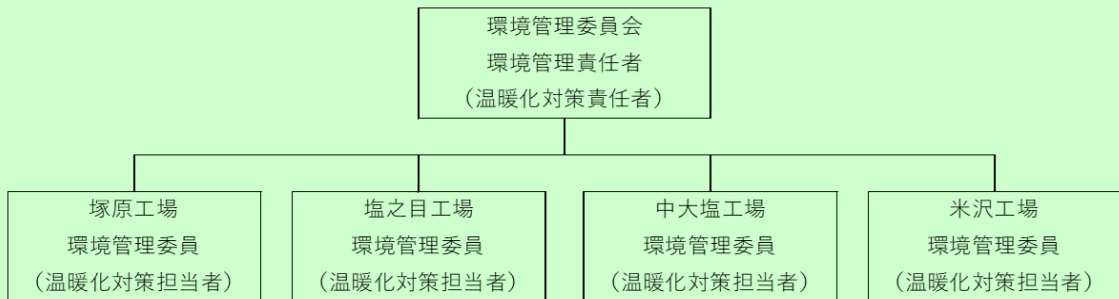 環境管理委員会
環境管理責任者
（温暖化対策責任者）
塚原工場
環境管理委員
（温暖化対策担当者）
塩之目工場
環境管理委員
（温暖化対策担当者）
中大塩工場
環境管理委員
（温暖化対策担当者）
米沢工場
環境管理委員
（温暖化対策担当者）